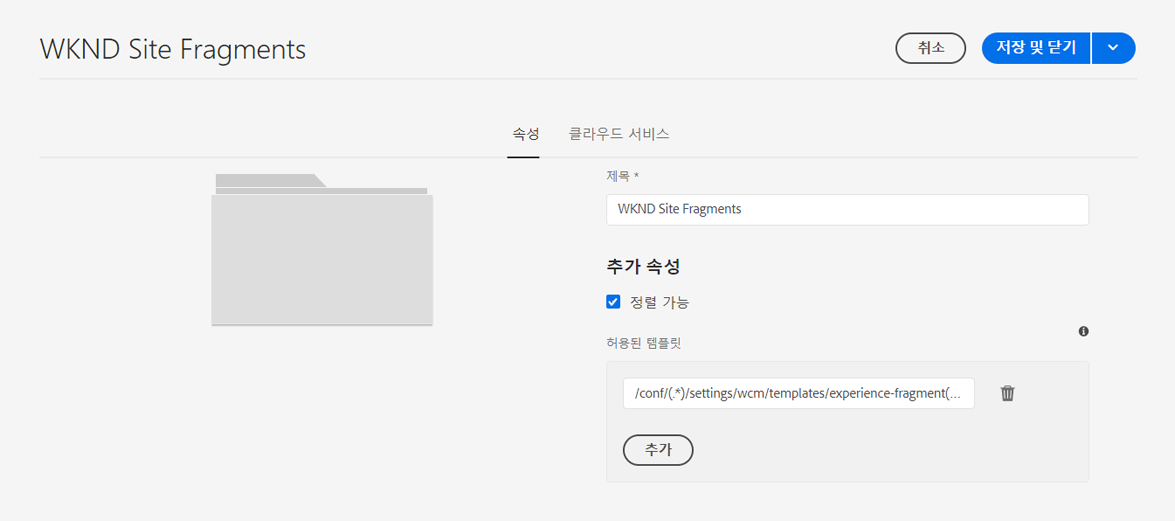 WKND Site Fragments
취소
저장 및 닫기
속성
클라우드 서비스
제목 *
WKND Site Fragments
추가 속성
정렬 가능
허용된 템플릿
/conf/(.*)/settings/wcm/templates/experience-fragment(...
추가